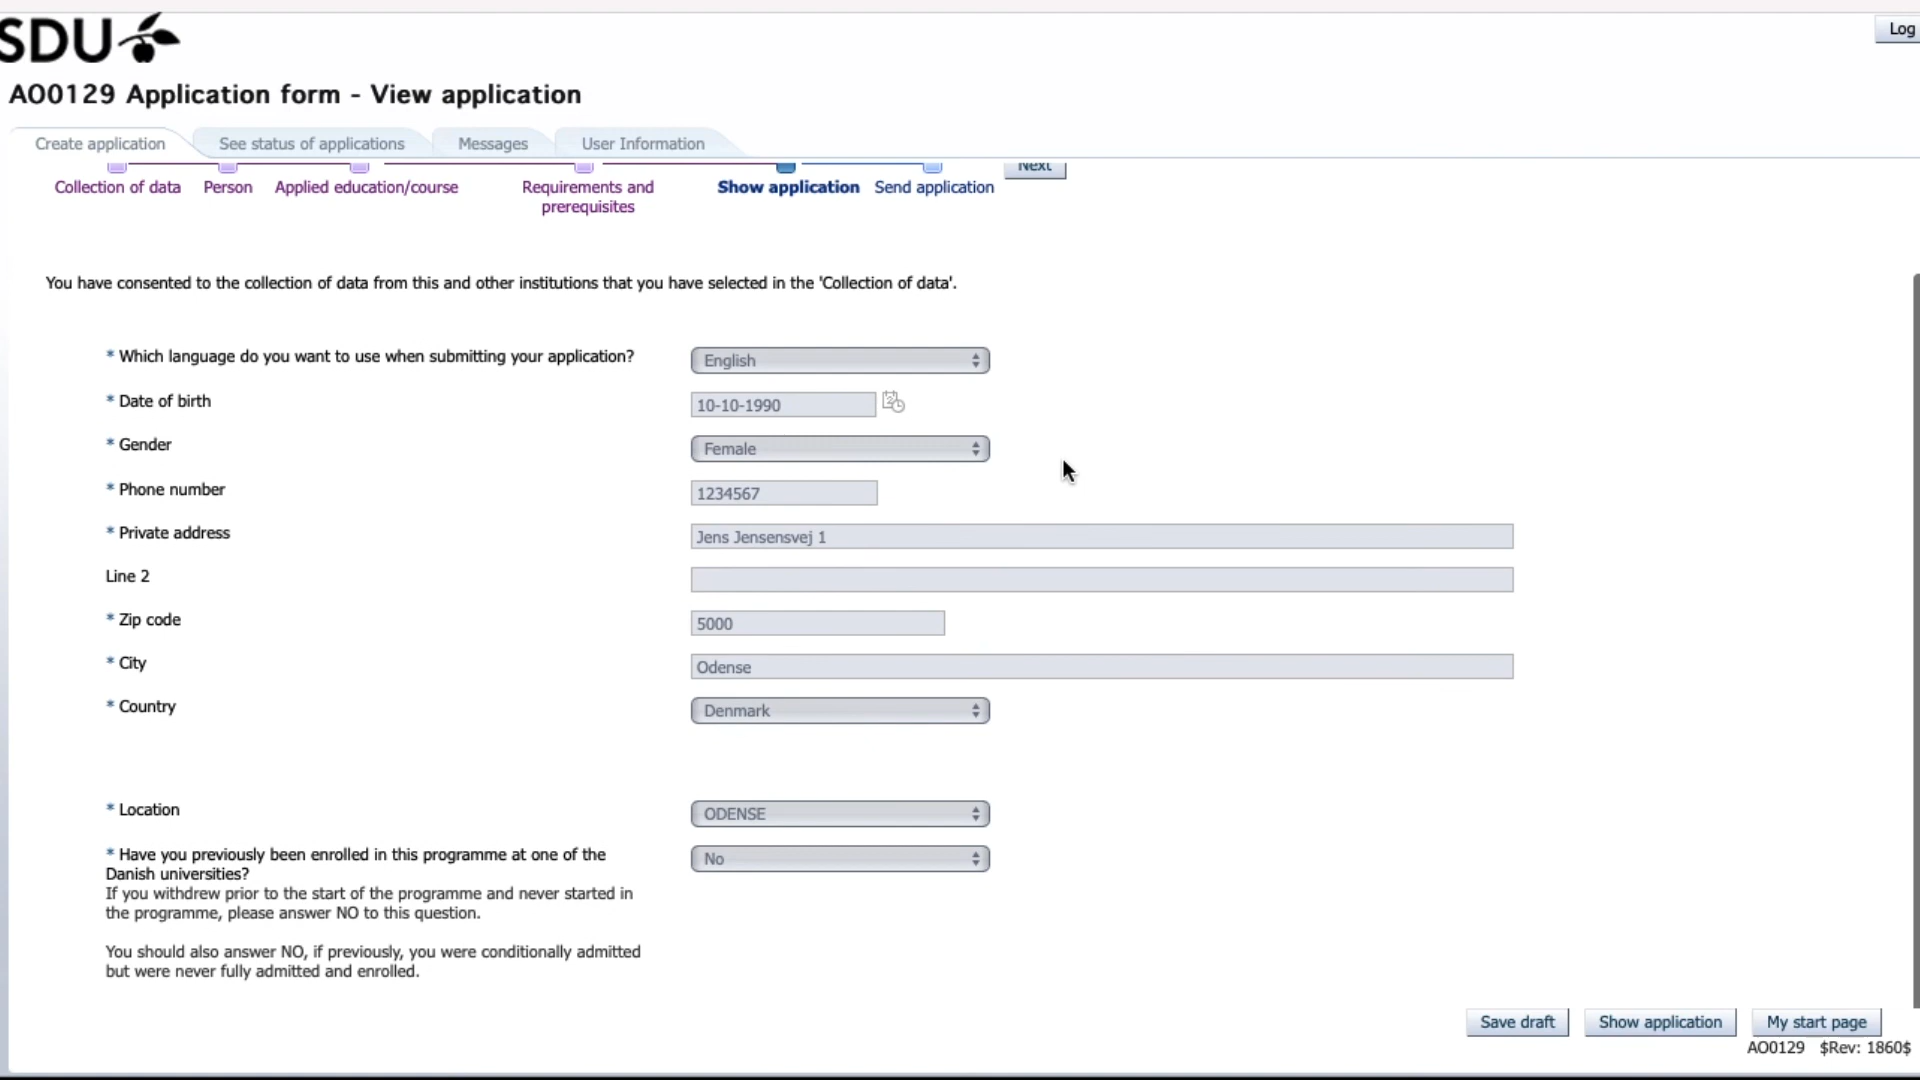 SDU
Log
AO0129 Application form - View application
Create application
See status of applications
Messages
User Information
Next
Collection of data
Person
Applied education/course
Requirements and
prerequisites
Show application
Send application
You have consented to the collection of data from this and other institutions that you have selected in the 'Collection of data'.
* Which language do you want to use when submitting your application?
English
* Date of birth
10-10-1990
* Gender
Female
* Phone number
1234567
* Private address
Jens Jensensvej 1
Line 2
* Zip code
5000
* City
Odense
* Country
Denmark
* Location
ODENSE
* Have you previously been enrolled in this programme at one of the
Danish universities?
No
If you withdrew prior to the start of the programme and never started in
the programme, please answer NO to this question.
You should also answer NO, if previously, you were conditionally admitted
but were never fully admitted and enrolled.
Save draft
Show application
My start page
AO0129 $Rev: 1860$